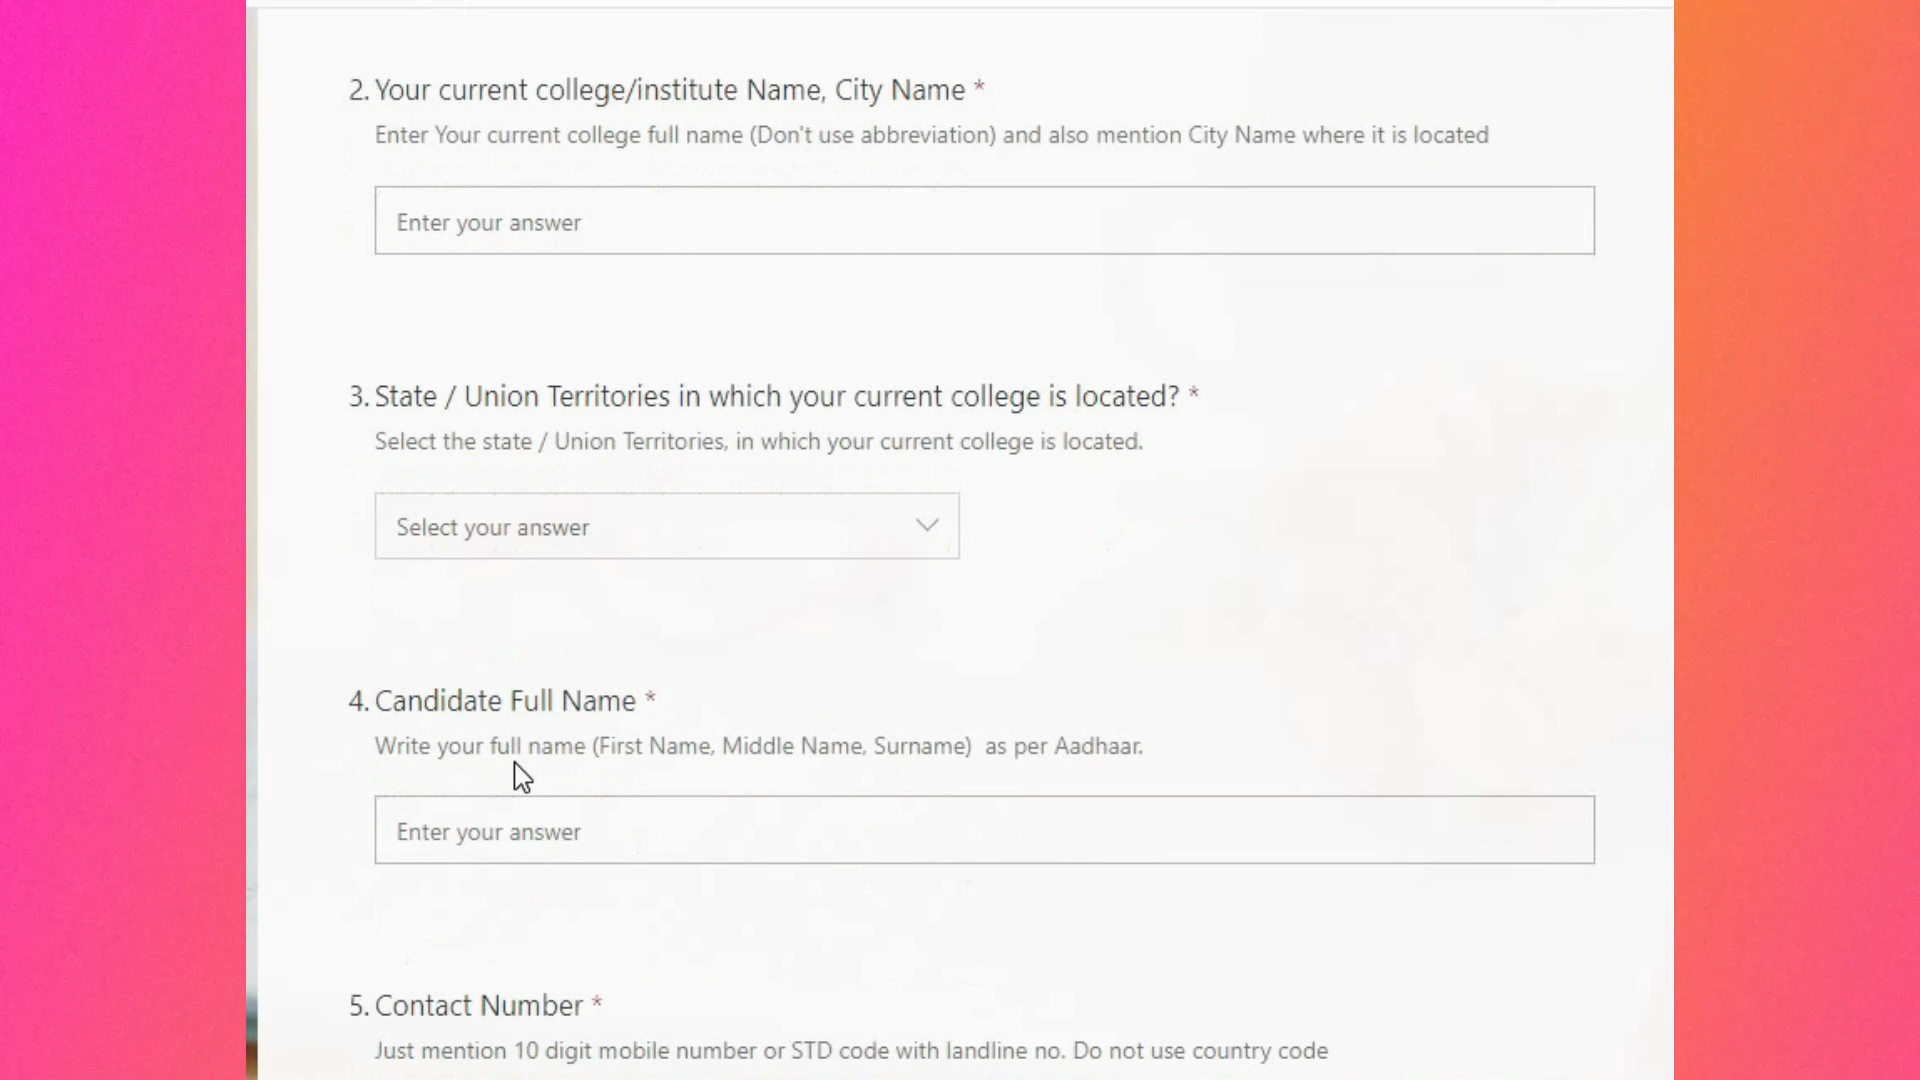 2. Your current college/institute Name, City Name *
Enter Your current college full name (Don't use abbreviation) and also mention City Name where it is located
Enter your answer
3. State / Union Territories in which your current college is located? *
Select the state / Union Territories, in which your current college is located.
Select your answer
4. Candidate Full Name *
Write your full name (First Name, Middle Name, Surname)  as per Aadhaar.
Enter your answer
5. Contact Number *
Just mention 10 digit mobile number or STD code with landline no. Do not use country code